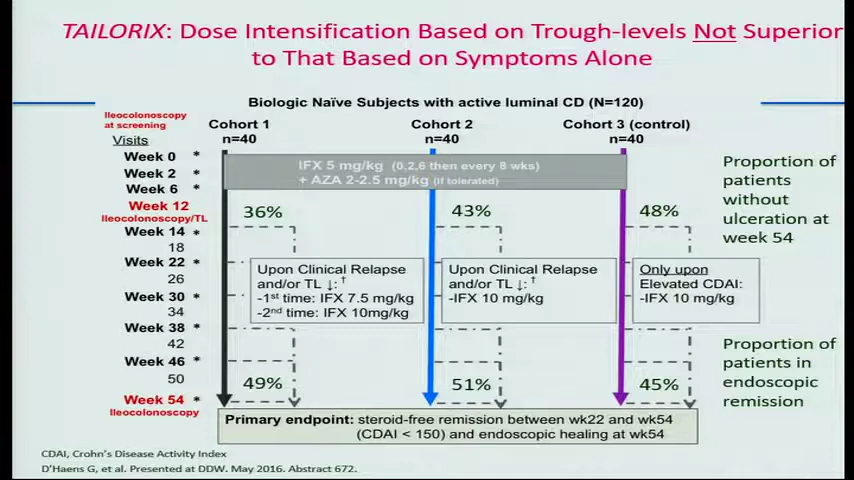 TAILORIX: Dose Intensification Based on Trough-levels Not Superior
to That Based on Symptoms Alone
Biologic Naïve Subjects with active luminal CD (N=120)
Ileocolonoscopy
at screening
Visits
Cohort 1
n=40
Cohort 2
n=40
Cohort 3 (control)
n=40
Week 0 *
Week 2 *
Week 6 *
IFX 5 mg/kg (0,2,6 then every 8 wks)
+ AZA 2-2.5 mg/kg (if tolerated)
Week 12
Ileocolonoscopy/TL
36%
43%
48%
Proportion of
patients
without
ulceration at
week 54
Week 14 *
18
Week 22 *
26
Week 30 *
34
Week 38 *
42
Week 46 *
50
Week 54 *
Ileocolonoscopy
Upon Clinical Relapse
and/or TL ↓: †
-1st time: IFX 7.5 mg/kg
-2nd time: IFX 10mg/kg
Upon Clinical Relapse
and/or TL ↓: †
-IFX 10 mg/kg
Only upon
Elevated CDAI:
-IFX 10 mg/kg
49%
51%
45%
Proportion of
patients in
endoscopic
remission
Primary endpoint: steroid-free remission between wk22 and wk54
(CDAI < 150) and endoscopic healing at wk54
CDAI, Crohn's Disease Activity Index
D'Haens G, et al. Presented at DDW. May 2016. Abstract 672.